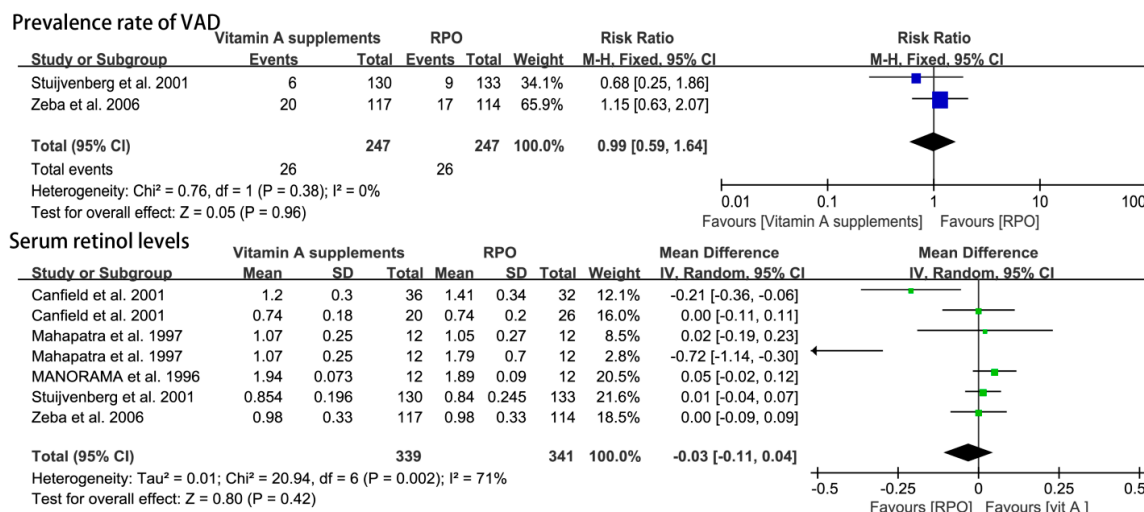 Prevalence rate of VAD
Vitamin A supplements RPO Risk Ratio Risk Ratio
Study or Subgroup Events Total Events Total Weight M-H, Fixed, 95% CI M-H, Fixed, 95% CI
Stuijvenberg et al. 2001 6 130 9 133 34.1% 0.68 [0.25, 1.86]
Zeba et al. 2006 20 117 17 114 65.9% 1.15 [0.63, 2.07]
Total (95% CI) 247 247 100.0% 0.99 [0.59, 1.64]
Total events 26 26
Heterogeneity: Chi² = 0.76, df = 1 (P = 0.38); I² = 0%
Test for overall effect: Z = 0.05 (P = 0.96)
0.01 0.1 1 10 100
Favours [Vitamin A supplements] Favours [RPO]
Serum retinol levels
Vitamin A supplements RPO Mean Difference Mean Difference
Study or Subgroup Mean SD Total Mean SD Total Weight IV, Random, 95% CI IV, Random, 95% CI
Canfield et al. 2001 1.2 0.3 36 1.41 0.34 32 12.1% -0.21 [-0.36, -0.06]
Canfield et al. 2001 0.74 0.18 20 0.74 0.2 26 16.0% 0.00 [-0.11, 0.11]
Mahapatra et al. 1997 1.07 0.25 12 1.05 0.27 12 8.5% 0.02 [-0.19, 0.23]
Mahapatra et al. 1997 1.07 0.25 12 1.79 0.7 12 2.8% -0.72 [-1.14, -0.30]
MANORAMA et al. 1996 1.94 0.073 12 1.89 0.09 12 20.5% 0.05 [-0.02, 0.12]
Stuijvenberg et al. 2001 0.854 0.196 130 0.84 0.245 133 21.6% 0.01 [-0.04, 0.07]
Zeba et al. 2006 0.98 0.33 117 0.98 0.33 114 18.5% 0.00 [-0.09, 0.09]
Total (95% CI) 339 341 100.0% -0.03 [-0.11, 0.04]
Heterogeneity: Tau² = 0.01; Chi² = 20.94, df = 6 (P = 0.002); I² = 71%
Test for overall effect: Z = 0.80 (P = 0.42)
-0.5 -0.25 0 0.25 0.5
Favours [RPO] Favours [vit A ]